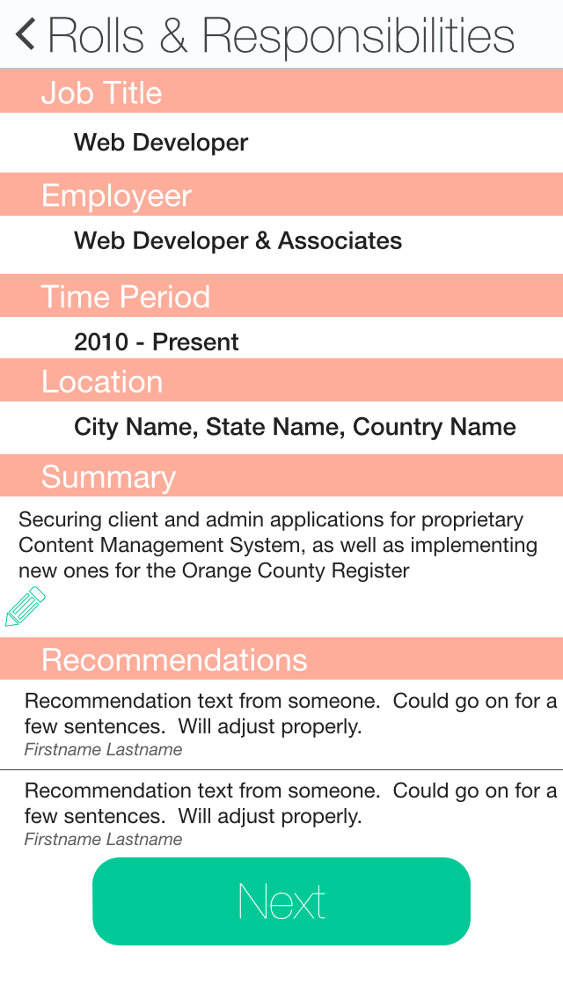 Rolls & Responsibilities
Job Title
Web Developer
Employeer
Web Developer & Associates
Time Period
2010 - Present
Location
City Name, State Name, Country Name
Summary
Securing client and admin applications for proprietary
Content Management System, as well as implementing
new ones for the Orange County Register
Recommendations
Recommendation text from someone.  Could go on for a
few sentences.  Will adjust properly.
Firstname Lastname
Recommendation text from someone.  Could go on for a
few sentences.  Will adjust properly.
Firstname Lastname
Next